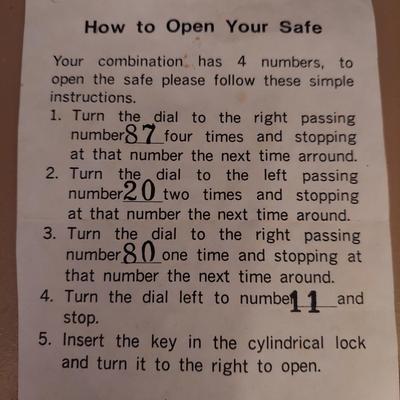 How to Open Your Safe
Your combination has 4 numbers, to
open the safe please follow these simple
instructions.
1. Turn the dial to the right passing
number 87 four times and stopping
at that number the next time arround.
2. Turn the dial to the left passing
number 20 two times and stopping
at that number the next time around.
3. Turn the dial to the right passing
number 80 one time and stopping at
that number the next time around.
4. Turn the dial left to number 11 and
stop.
5. Insert the key in the cylindrical lock
and turn it to the right to open.